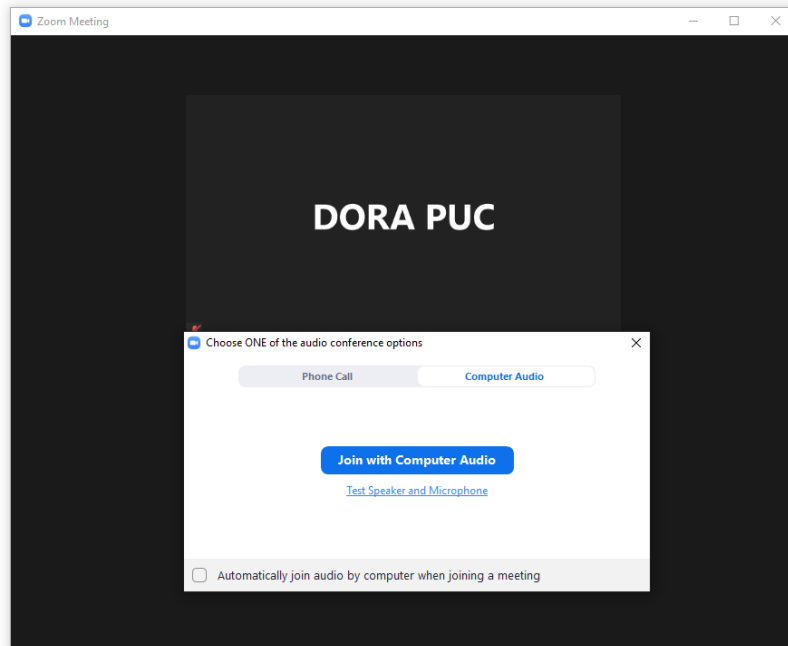 Zoom Meeting
DORA PUC
Choose ONE of the audio conference options
Phone Call
Computer Audio
Join with Computer Audio
Test Speaker and Microphone
Automatically join audio by computer when joining a meeting